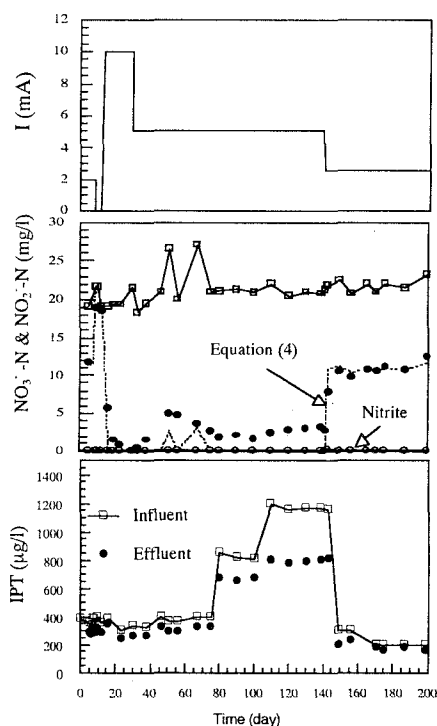 I (mA)
12
10
8
6
4
2
0
NO₃⁻-N & NO₂⁻-N (mg/l)
30
25
20
15
10
5
0
Equation (4)
Nitrite
IPT (µg/l)
1400
1200
1000
800
600
400
200
0
Influent
Effluent
0 20 40 60 80 100 120 140 160 180 200
Time (day)